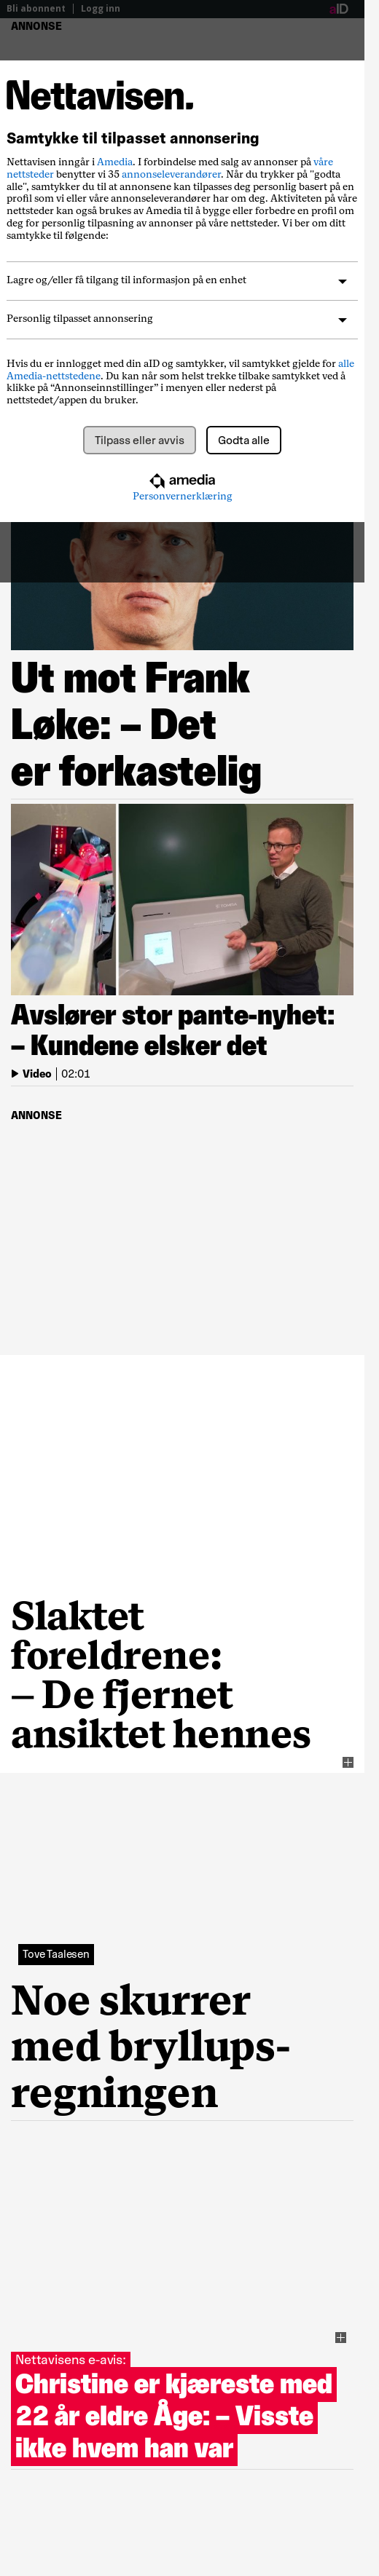 Bli abonnent | Logg inn
aID
ANNONSE
Nettavisen.
Samtykke til tilpasset annonsering
Nettavisen inngår i Amedia. I forbindelse med salg av annonser på våre
nettsteder benytter vi 35 annonseleverandører. Når du trykker på "godta
alle", samtykker du til at annonsene kan tilpasses deg personlig basert på en
profil som vi eller våre annonseleverandører har om deg. Aktiviteten på våre
nettsteder kan også brukes av Amedia til å bygge eller forbedre en profil om
deg for personlig tilpasning av annonser på våre nettsteder. Vi ber om ditt
samtykke til følgende:
Lagre og/eller få tilgang til informasjon på en enhet
Personlig tilpasset annonsering
Hvis du er innlogget med din aID og samtykker, vil samtykket gjelde for alle
Amedia-nettstedene. Du kan når som helst trekke tilbake samtykket ved å
klikke på “Annonseinnstillinger” i menyen eller nederst på
nettstedet/appen du bruker.
Tilpass eller avvis
Godta alle
amedia
Personvernerklæring
Ut mot Frank
Løke: – Det
er forkastelig
Avslører stor pante-nyhet:
– Kundene elsker det
Video | 02:01
ANNONSE
Slaktet
foreldrene:
– De fjernet
ansiktet hennes
Tove Taalesen
Noe skurrer
med bryllups-
regningen
Nettavisens e-avis:
Christine er kjæreste med
22 år eldre Åge: – Visste
ikke hvem han var